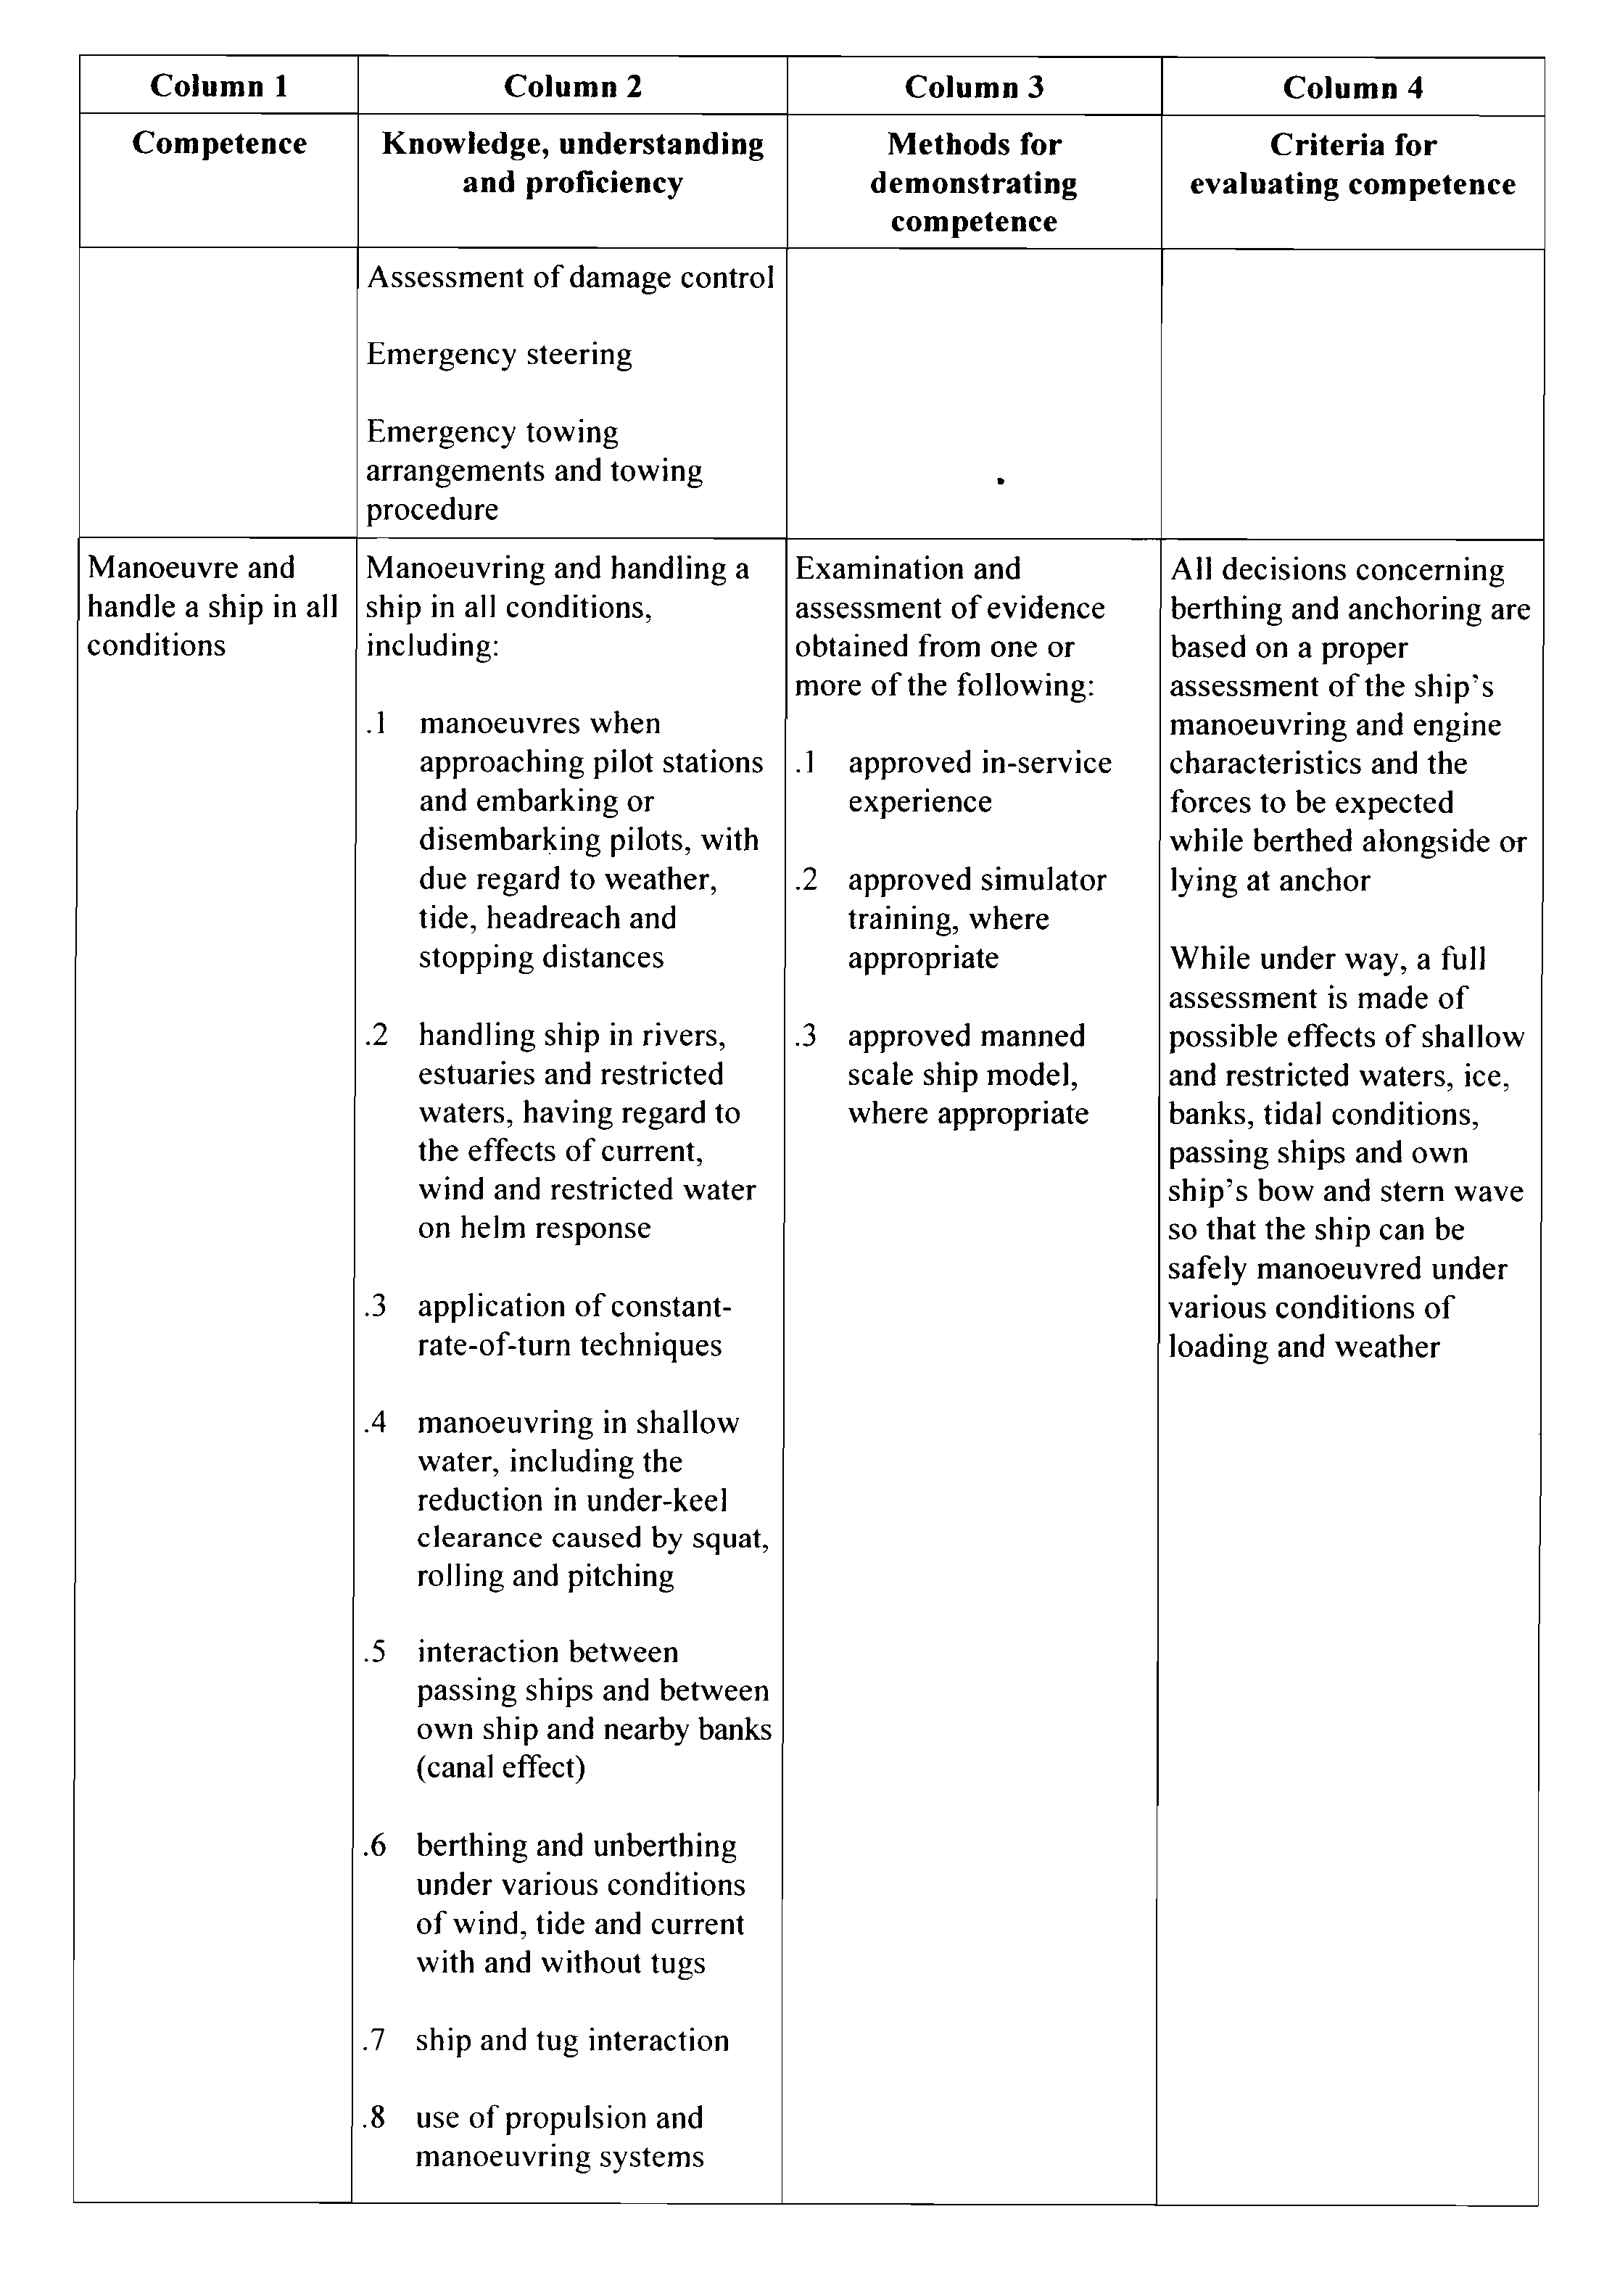 Column 1
Column 2
Column 3
Column 4
Competence
Knowledge, understanding
and proficiency
Methods for
demonstrating
competence
Criteria for
evaluating competence
Assessment of damage control
Emergency steering
Emergency towing
arrangements and towing
procedure
Manoeuvre and
handle a ship in all
conditions
Manoeuvring and handling a
ship in all conditions,
including:
.1 manoeuvres when
approaching pilot stations
and embarking or
disembarking pilots, with
due regard to weather,
tide, headreach and
stopping distances
.2 handling ship in rivers,
estuaries and restricted
waters, having regard to
the effects of current,
wind and restricted water
on helm response
.3 application of constant-
rate-of-turn techniques
.4 manoeuvring in shallow
water, including the
reduction in under-keel
clearance caused by squat,
rolling and pitching
.5 interaction between
passing ships and between
own ship and nearby banks
(canal effect)
.6 berthing and unberthing
under various conditions
of wind, tide and current
with and without tugs
.7 ship and tug interaction
.8 use of propulsion and
manoeuvring systems
Examination and
assessment of evidence
obtained from one or
more of the following:
.1 approved in-service
experience
.2 approved simulator
training, where
appropriate
.3 approved manned
scale ship model,
where appropriate
All decisions concerning
berthing and anchoring are
based on a proper
assessment of the ship's
manoeuvring and engine
characteristics and the
forces to be expected
while berthed alongside or
lying at anchor
While under way, a full
assessment is made of
possible effects of shallow
and restricted waters, ice,
banks, tidal conditions,
passing ships and own
ship's bow and stern wave
so that the ship can be
safely manoeuvred under
various conditions of
loading and weather